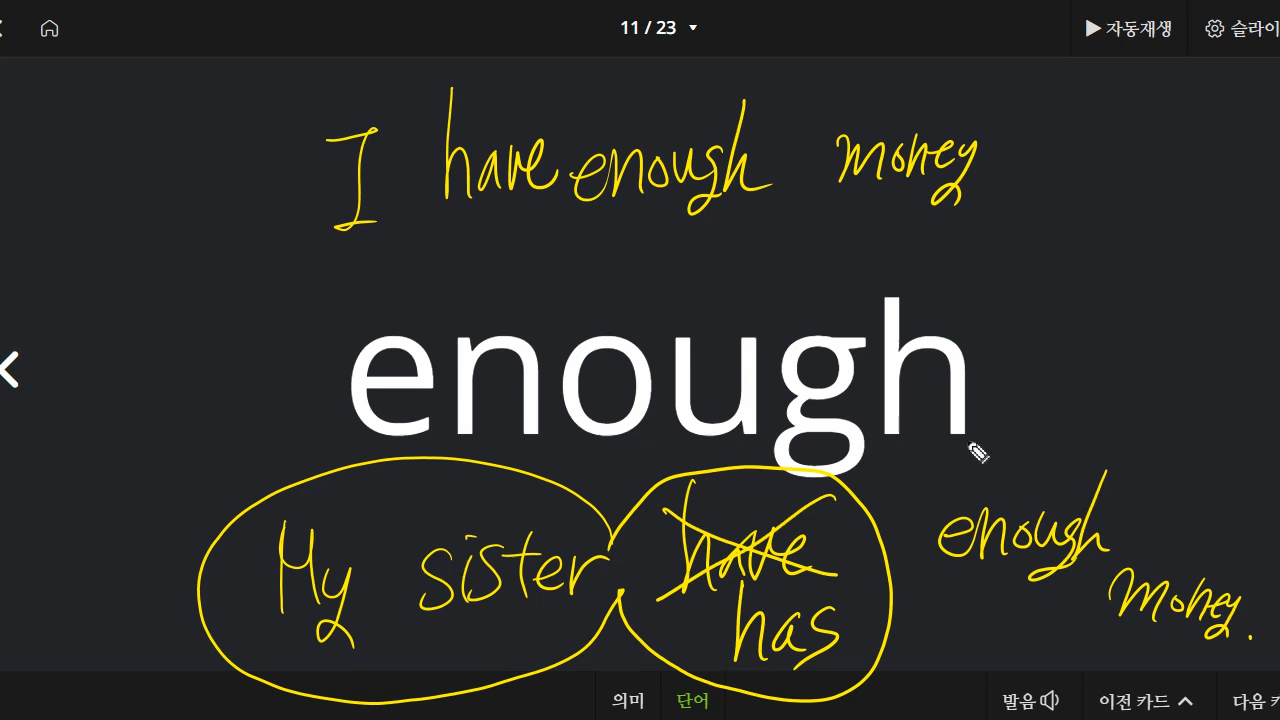 11 / 23
자동재생
슬라이
I have enough money
enough
My sister have enough
has money.
의미 단어 발음 이전 카드 다음